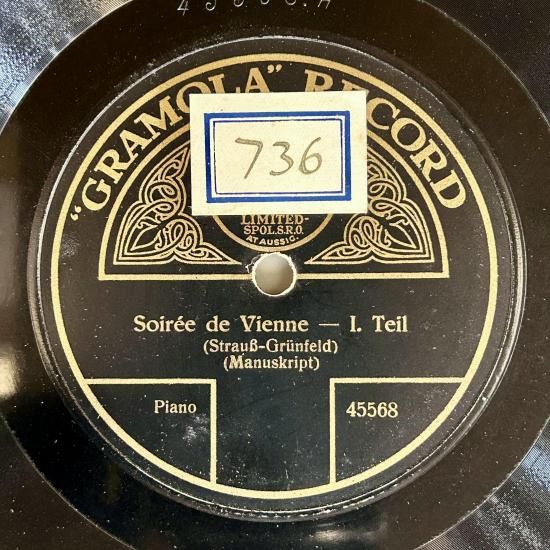 "GRAMOLA" RECORD
736
LIMITED-
SPOL.S.R.O.
AT AUSSIG.
Soirée de Vienne — I. Teil
(Strauß-Grünfeld)
(Manuskript)
Piano
45568